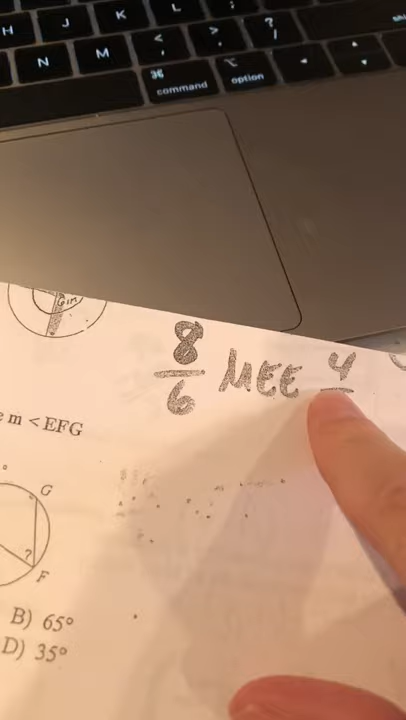 H J K L ;
N M < , > . ? /
⌘ command ⌥ option
6in
8/6 MEE 4
m < EFG
G
? F
B) 65°
D) 35°